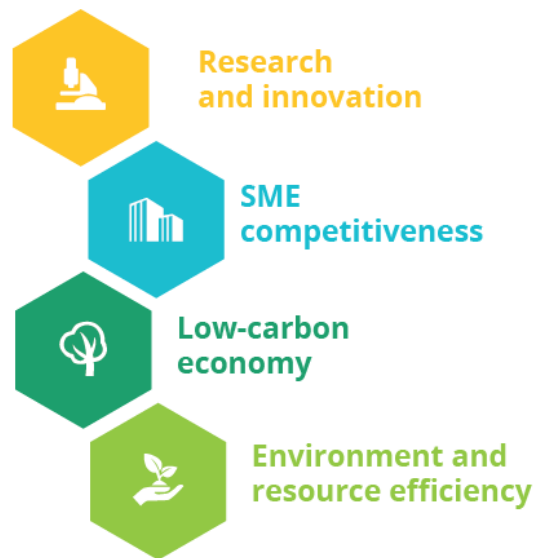 Research
and innovation
SME
competitiveness
Low-carbon
economy
Environment and
resource efficiency